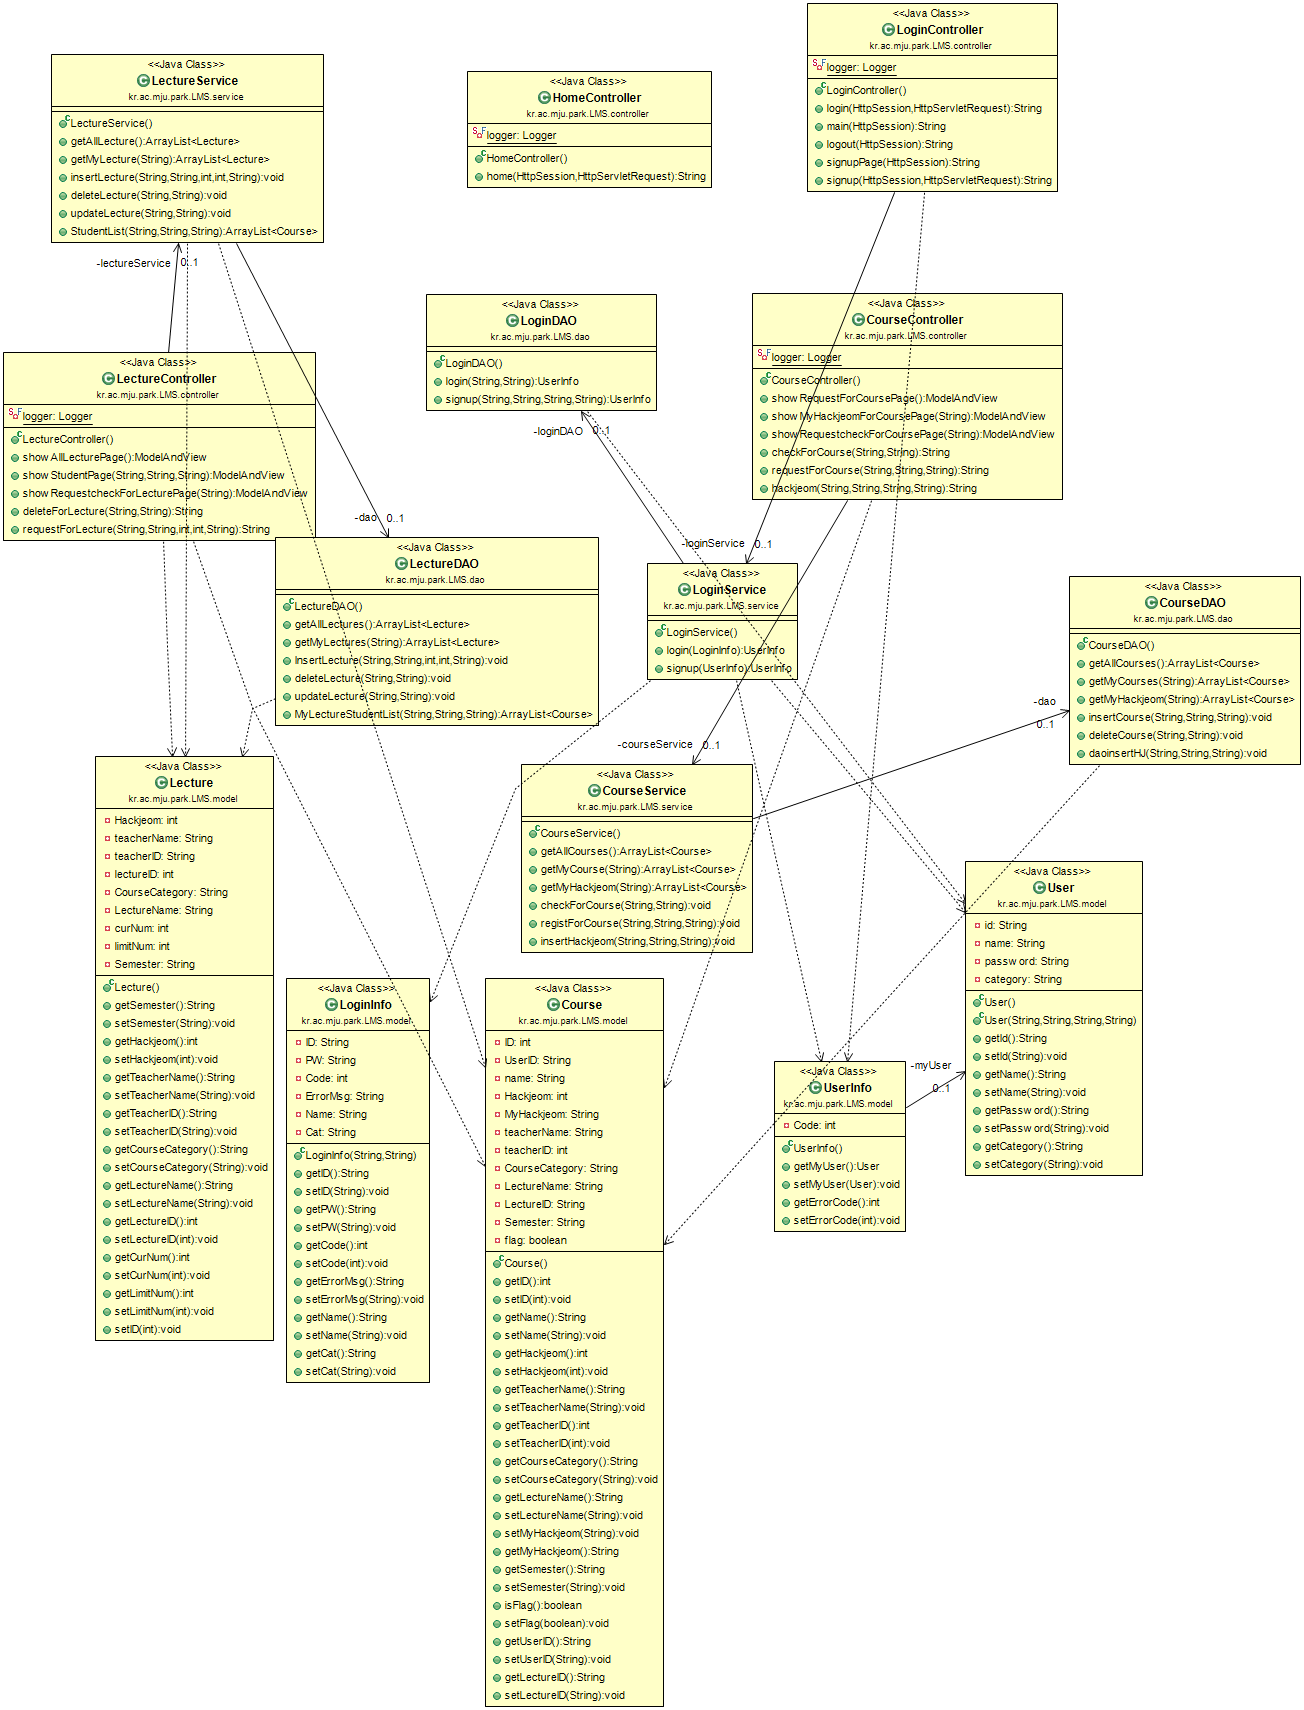 <<Java Class>>
LoginController
kr.ac.mju.park.LMS.controller
logger: Logger
LoginController()
login(HttpSession,HttpServletRequest):String
main(HttpSession):String
logout(HttpSession):String
signupPage(HttpSession):String
signup(HttpSession,HttpServletRequest):String
<<Java Class>>
LectureService
kr.ac.mju.park.LMS.service
LectureService()
getAllLecture():ArrayList<Lecture>
getMyLecture(String):ArrayList<Lecture>
insertLecture(String,String,int,int,String):void
deleteLecture(String,String):void
updateLecture(String,String):void
StudentList(String,String,String):ArrayList<Course>
<<Java Class>>
HomeController
kr.ac.mju.park.LMS.controller
logger: Logger
HomeController()
home(HttpSession,HttpServletRequest):String
-lectureService 0..1
<<Java Class>>
LoginDAO
kr.ac.mju.park.LMS.dao
LoginDAO()
login(String,String):UserInfo
signup(String,String,String,String):UserInfo
-loginDAO 0..1
<<Java Class>>
CourseController
kr.ac.mju.park.LMS.controller
logger: Logger
CourseController()
showRequestForCoursePage():ModelAndView
showMyHackjeomForCoursePage(String):ModelAndView
showRequestcheckForCoursePage(String):ModelAndView
checkForCourse(String,String):String
requestForCourse(String,String,String):String
hackjeom(String,String,String,String):String
<<Java Class>>
LectureController
kr.ac.mju.park.LMS.controller
logger: Logger
LectureController()
showAllLecturePage():ModelAndView
showStudentPage(String,String,String):ModelAndView
showRequestcheckForLecturePage(String):ModelAndView
deleteForLecture(String,String):String
requestForLecture(String,String,int,int,String):String
-dao 0..1
<<Java Class>>
LectureDAO
kr.ac.mju.park.LMS.dao
LectureDAO()
getAllLectures():ArrayList<Lecture>
getMyLectures(String):ArrayList<Lecture>
InsertLecture(String,String,int,int,String):void
deleteLecture(String,String):void
updateLecture(String,String):void
MyLectureStudentList(String,String,String):ArrayList<Course>
-loginService 0..1
<<Java Class>>
LoginService
kr.ac.mju.park.LMS.service
LoginService()
login(LoginInfo):UserInfo
signup(UserInfo):UserInfo
<<Java Class>>
CourseDAO
kr.ac.mju.park.LMS.dao
CourseDAO()
getAllCourses():ArrayList<Course>
getMyCourses(String):ArrayList<Course>
getMyHackjeom(String):ArrayList<Course>
insertCourse(String,String,String):void
deleteCourse(String,String):void
daoinsertHJ(String,String,String):void
-dao
0..1
-courseService 0..1
<<Java Class>>
CourseService
kr.ac.mju.park.LMS.service
CourseService()
getAllCourses():ArrayList<Course>
getMyCourse(String):ArrayList<Course>
getMyHackjeom(String):ArrayList<Course>
checkForCourse(String,String):void
registForCourse(String,String,String):void
insertHackjeom(String,String,String):void
<<Java Class>>
Lecture
kr.ac.mju.park.LMS.model
Hackjeom: int
teacherName: String
teacherID: String
lectureID: int
CourseCategory: String
LectureName: String
curNum: int
limitNum: int
Semester: String
Lecture()
getSemester():String
setSemester(String):void
getHackjeom():int
setHackjeom(int):void
getTeacherName():String
setTeacherName(String):void
getTeacherID():String
setTeacherID(String):void
getCourseCategory():String
setCourseCategory(String):void
getLectureName():String
setLectureName(String):void
getLectureID():int
setLectureID(int):void
getCurNum():int
setCurNum(int):void
getLimitNum():int
setLimitNum(int):void
setID(int):void
<<Java Class>>
LoginInfo
kr.ac.mju.park.LMS.model
ID: String
PW: String
Code: int
ErrorMsg: String
Name: String
Cat: String
LoginInfo(String,String)
getID():String
setID(String):void
getPW():String
setPW(String):void
getCode():int
setCode(int):void
getErrorMsg():String
setErrorMsg(String):void
getName():String
setName(String):void
getCat():String
setCat(String):void
<<Java Class>>
Course
kr.ac.mju.park.LMS.model
ID: int
UserID: String
name: String
Hackjeom: int
MyHackjeom: String
teacherName: String
teacherID: int
CourseCategory: String
LectureName: String
LectureID: String
Semester: String
flag: boolean
Course()
getID():int
setID(int):void
getName():String
setName(String):void
getHackjeom():int
setHackjeom(int):void
getTeacherName():String
setTeacherName(String):void
getTeacherID():int
setTeacherID(int):void
getCourseCategory():String
setCourseCategory(String):void
getLectureName():String
setLectureName(String):void
setMyHackjeom(String):void
getMyHackjeom():String
getSemester():String
setSemester(String):void
isFlag():boolean
setFlag(boolean):void
getUserID():String
setUserID(String):void
getLectureID():String
setLectureID(String):void
<<Java Class>>
User
kr.ac.mju.park.LMS.model
id: String
name: String
password: String
category: String
User()
User(String,String,String,String)
getId():String
setId(String):void
getName():String
setName(String):void
getPassword():String
setPassword(String):void
getCategory():String
setCategory(String):void
-myUser
0..1
<<Java Class>>
UserInfo
kr.ac.mju.park.LMS.model
Code: int
UserInfo()
getMyUser():User
setMyUser(User):void
getErrorCode():int
setErrorCode(int):void